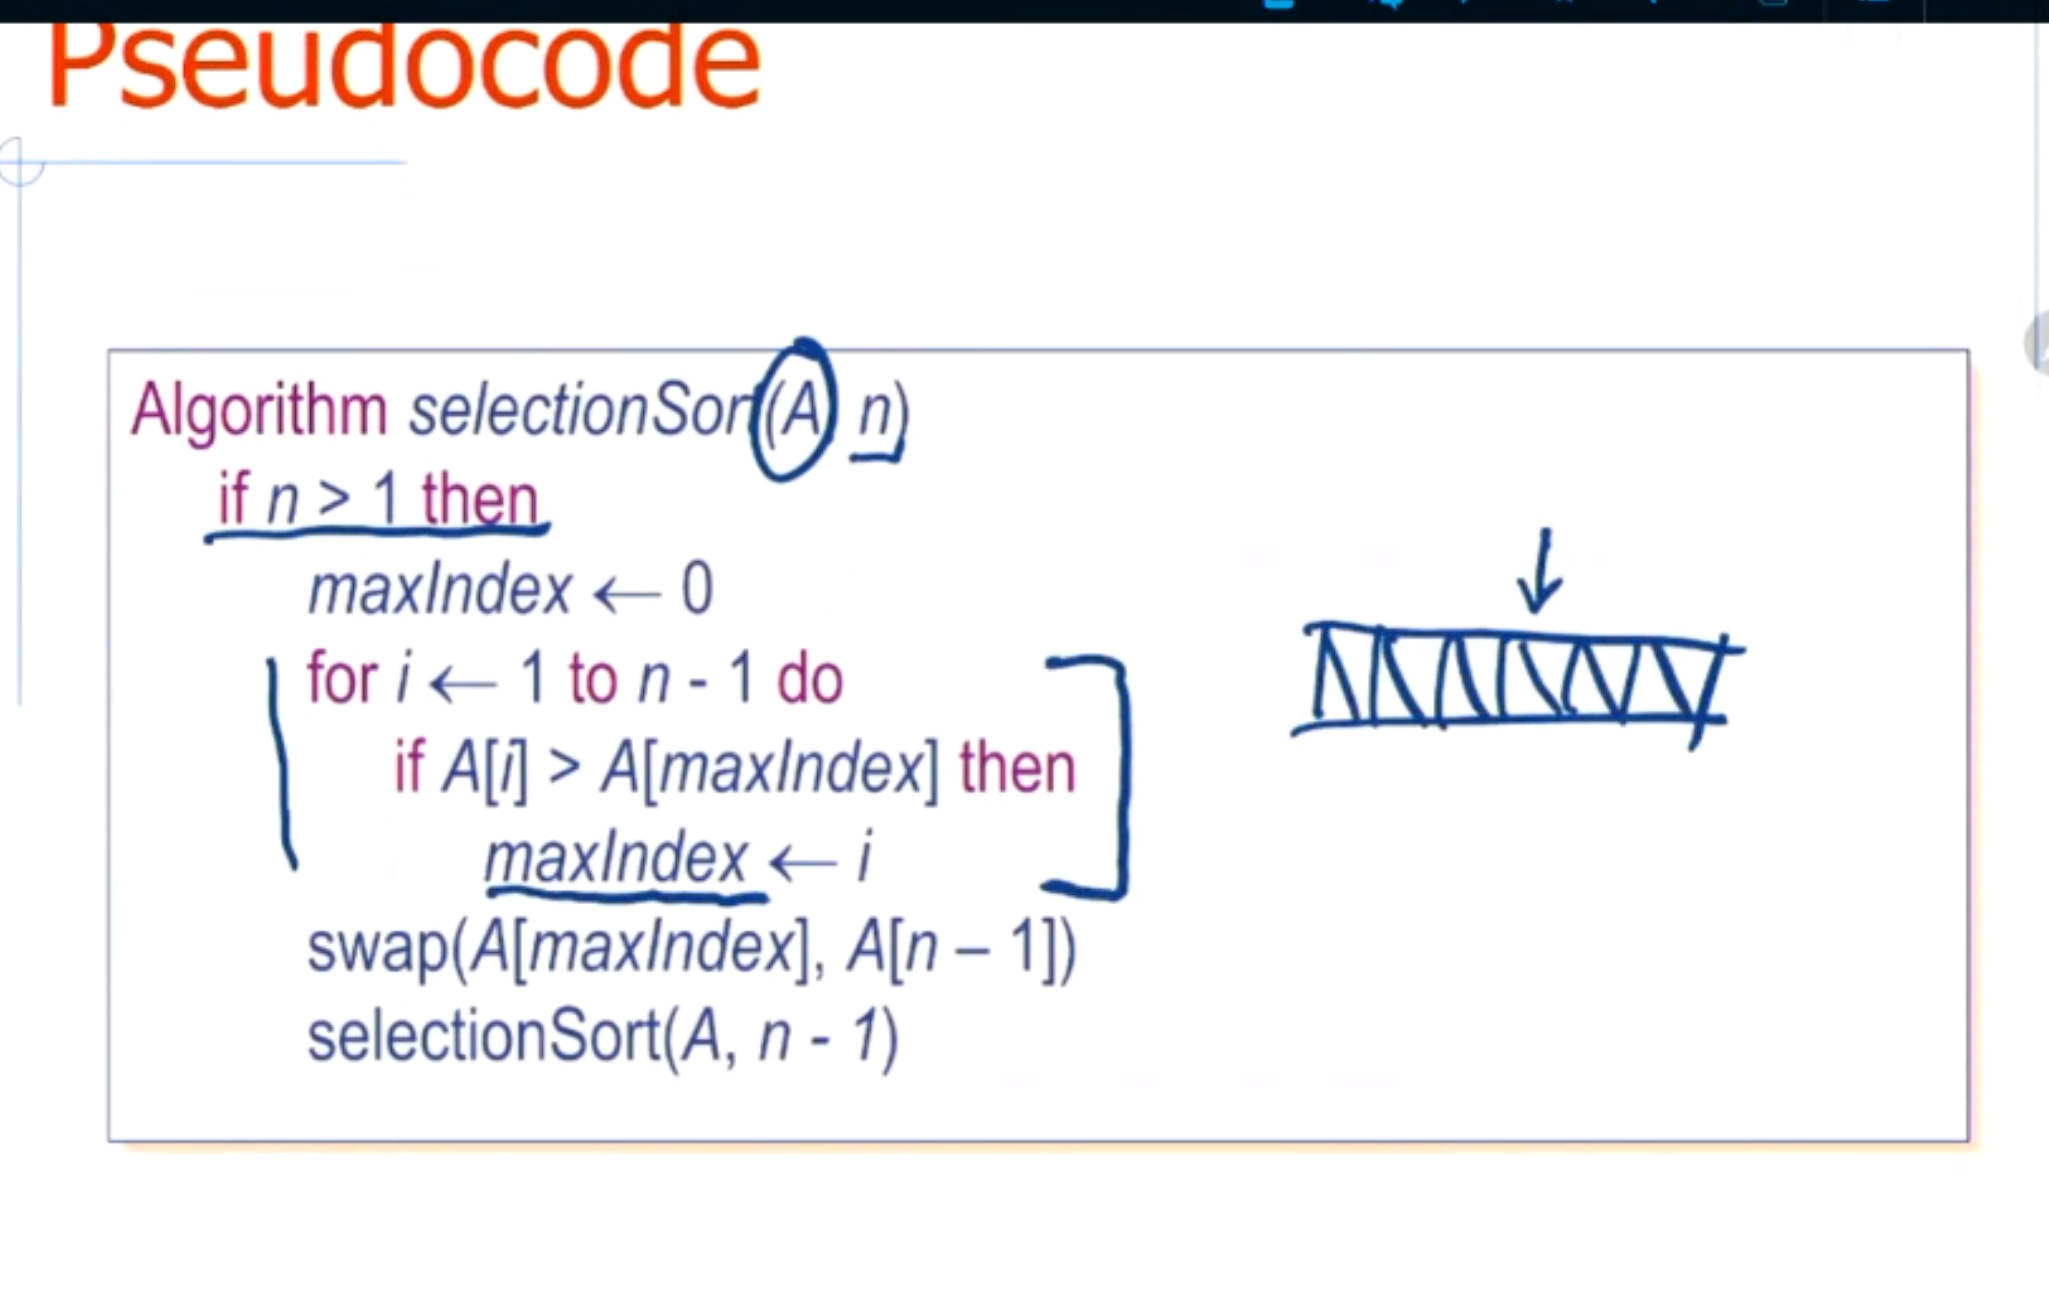 Pseudocode
Algorithm selectionSort(A, n)
if n > 1 then
maxIndex ← 0
for i ← 1 to n - 1 do
if A[i] > A[maxIndex] then
maxIndex ← i
swap(A[maxIndex], A[n – 1])
selectionSort(A, n - 1)